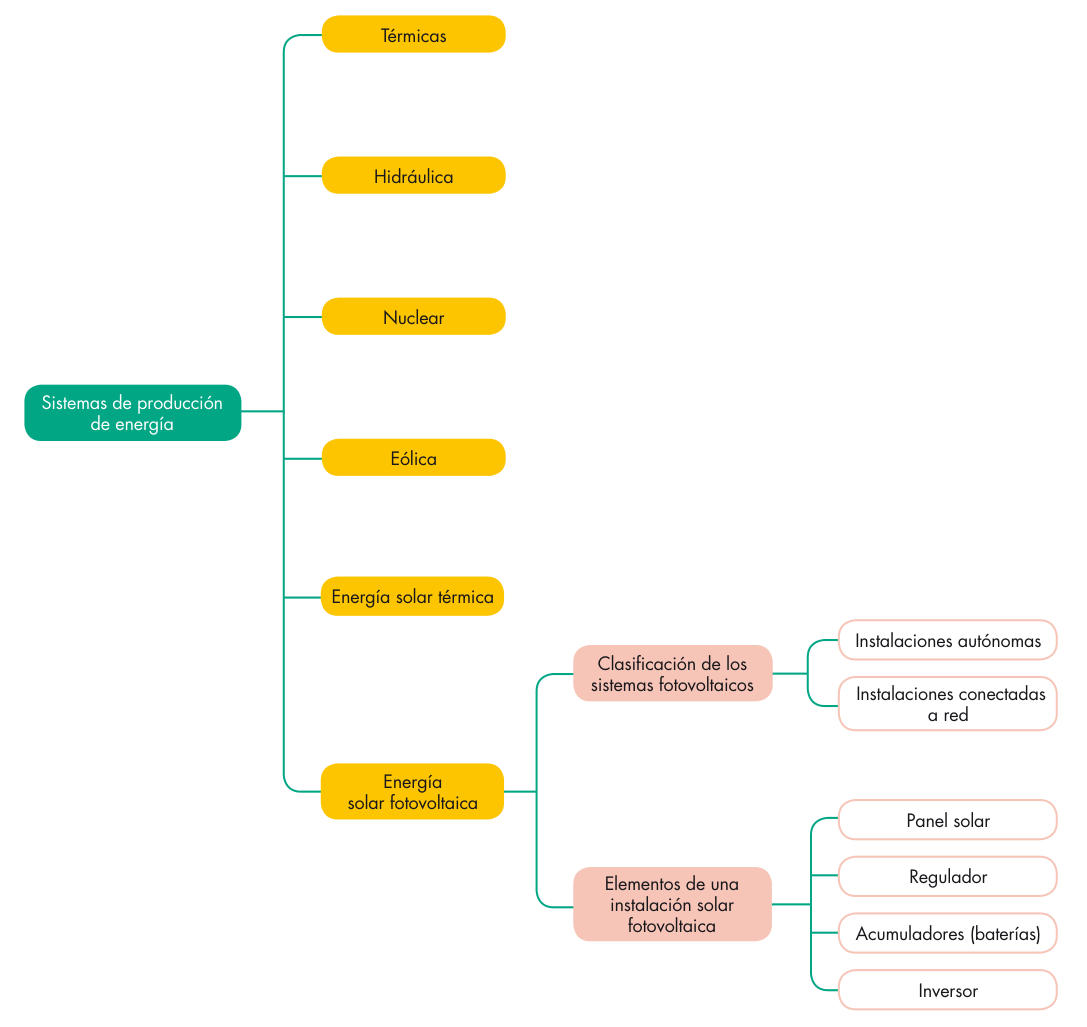 Térmicas
Hidráulica
Nuclear
Sistemas de producción
de energía
Eólica
Energía solar térmica
Energía
solar fotovoltaica
Clasificación de los
sistemas fotovoltaicos
Instalaciones autónomas
Instalaciones conectadas
a red
Elementos de una
instalación solar
fotovoltaica
Panel solar
Regulador
Acumuladores (baterías)
Inversor